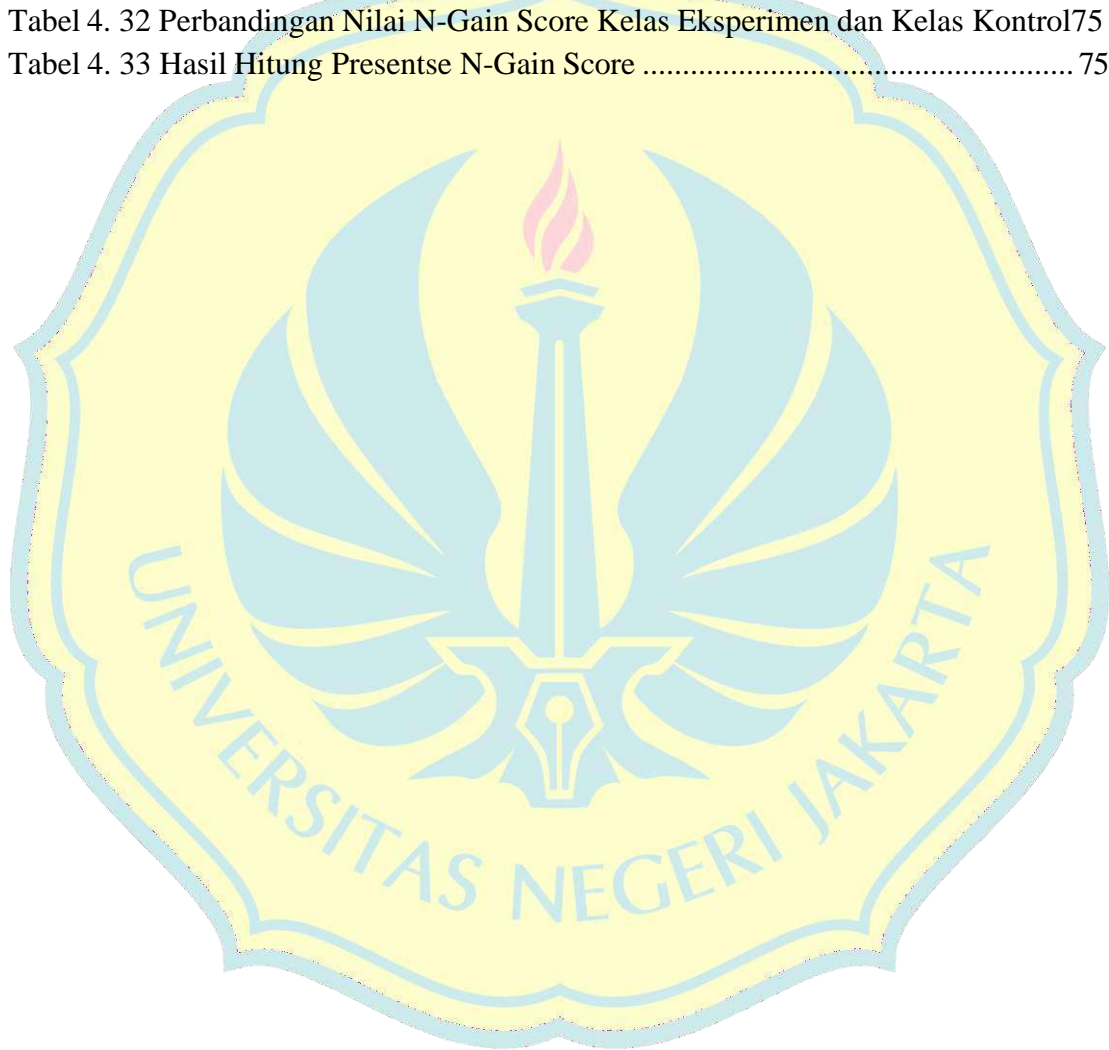 Tabel 4. 32 Perbandingan Nilai N-Gain Score Kelas Eksperimen dan Kelas Kontrol75
Tabel 4. 33 Hasil Hitung Presentse N-Gain Score ....................................................... 75
UNIVERSITAS NEGERI JAKARTA